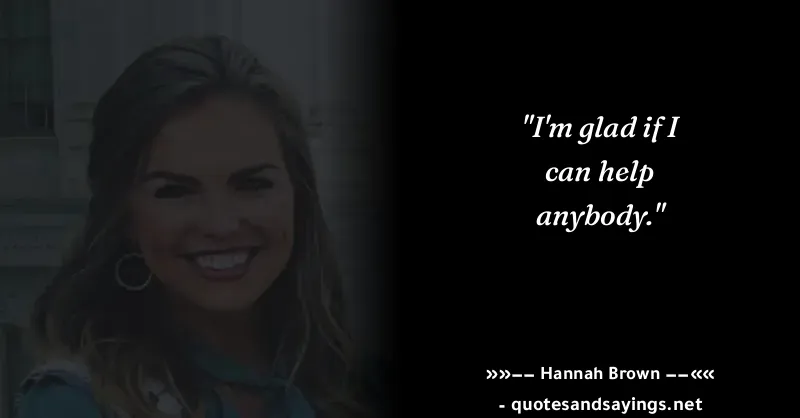 "I'm glad if I
can help
anybody."
»»−− Hannah Brown −−««
- quotesandsayings.net